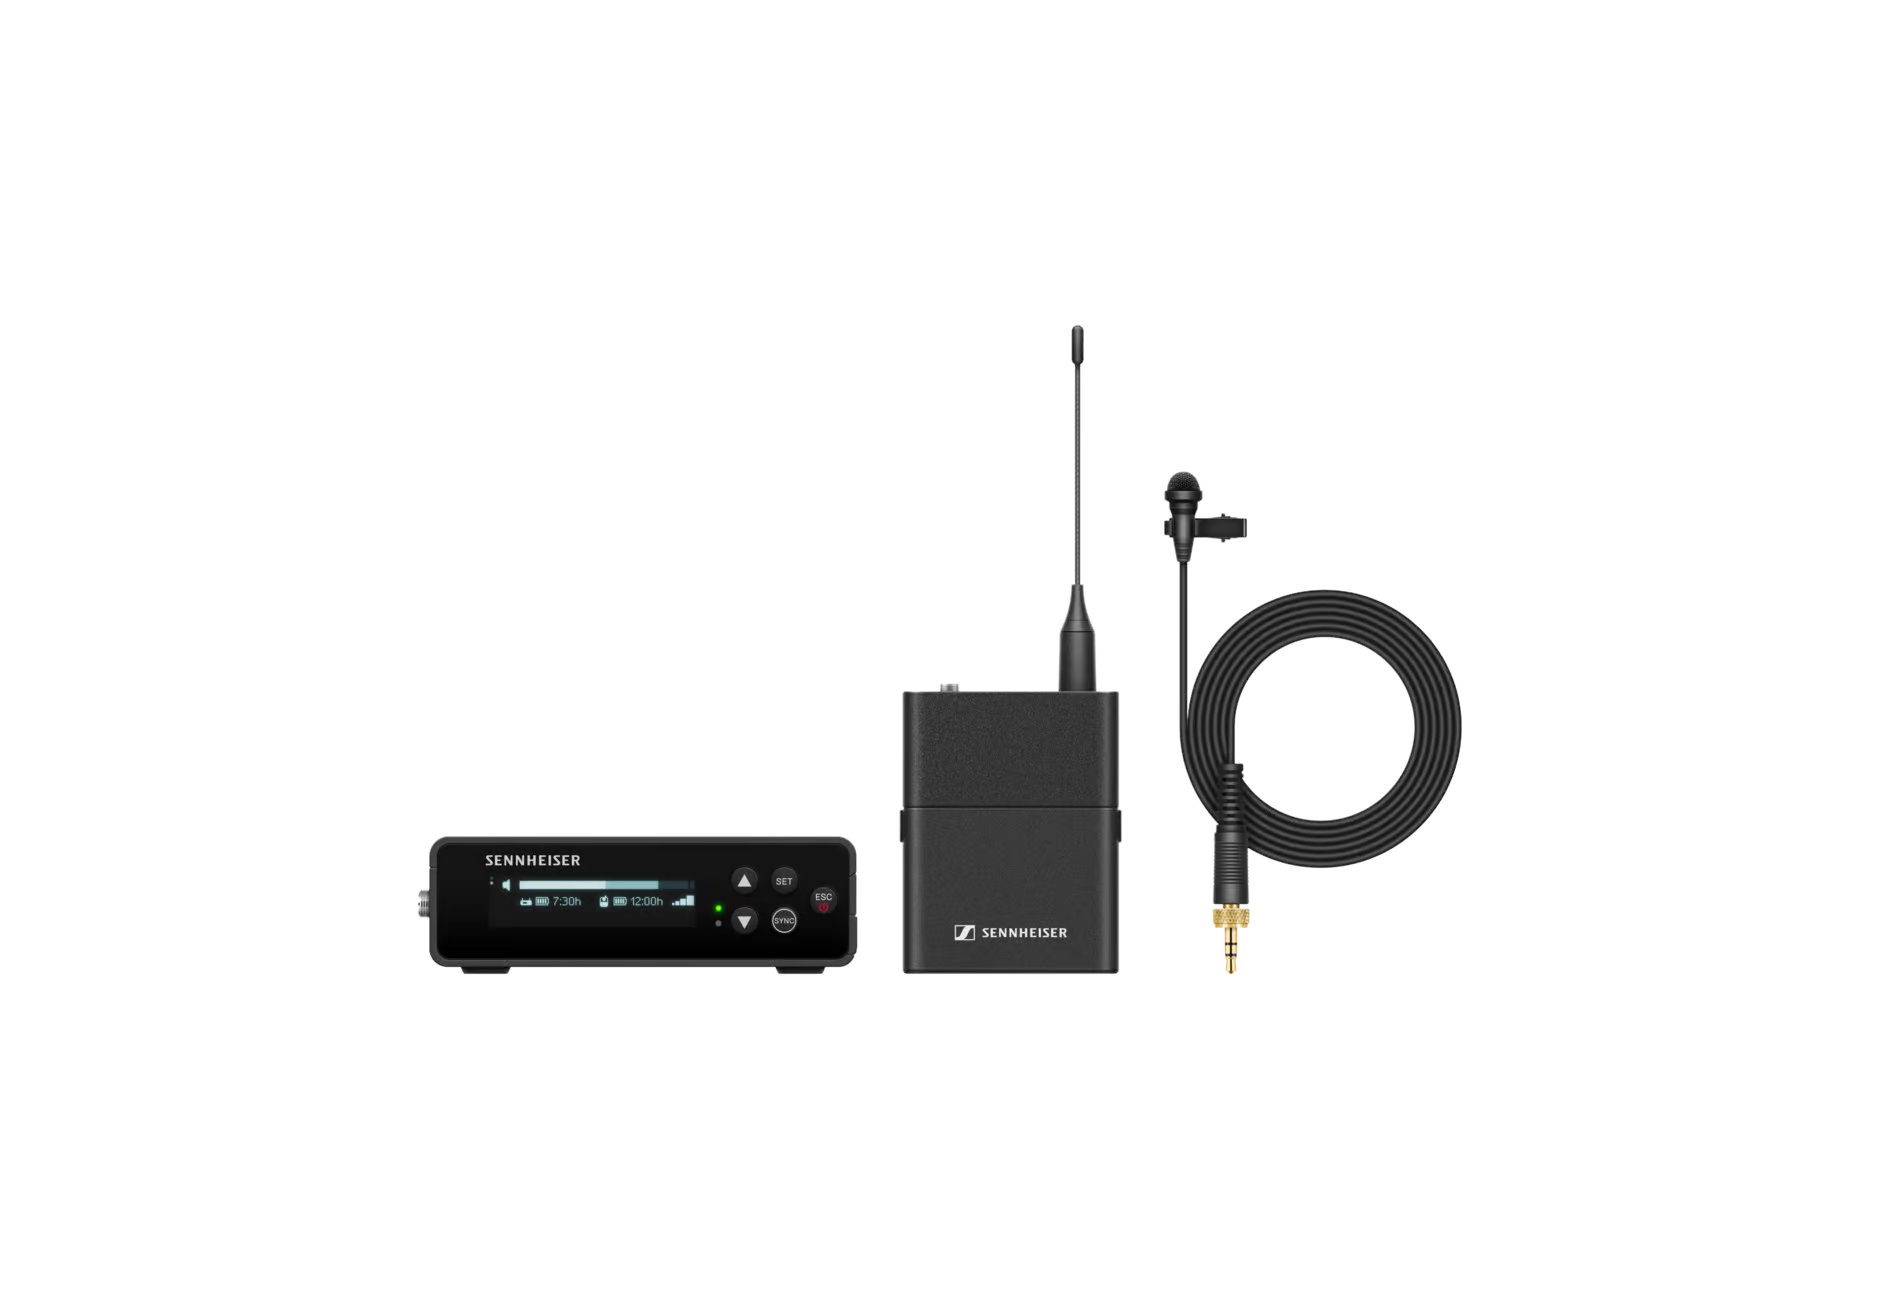 SENNHEISER
7:30h 12:00h
SET
ESC
SYNC
SENNHEISER